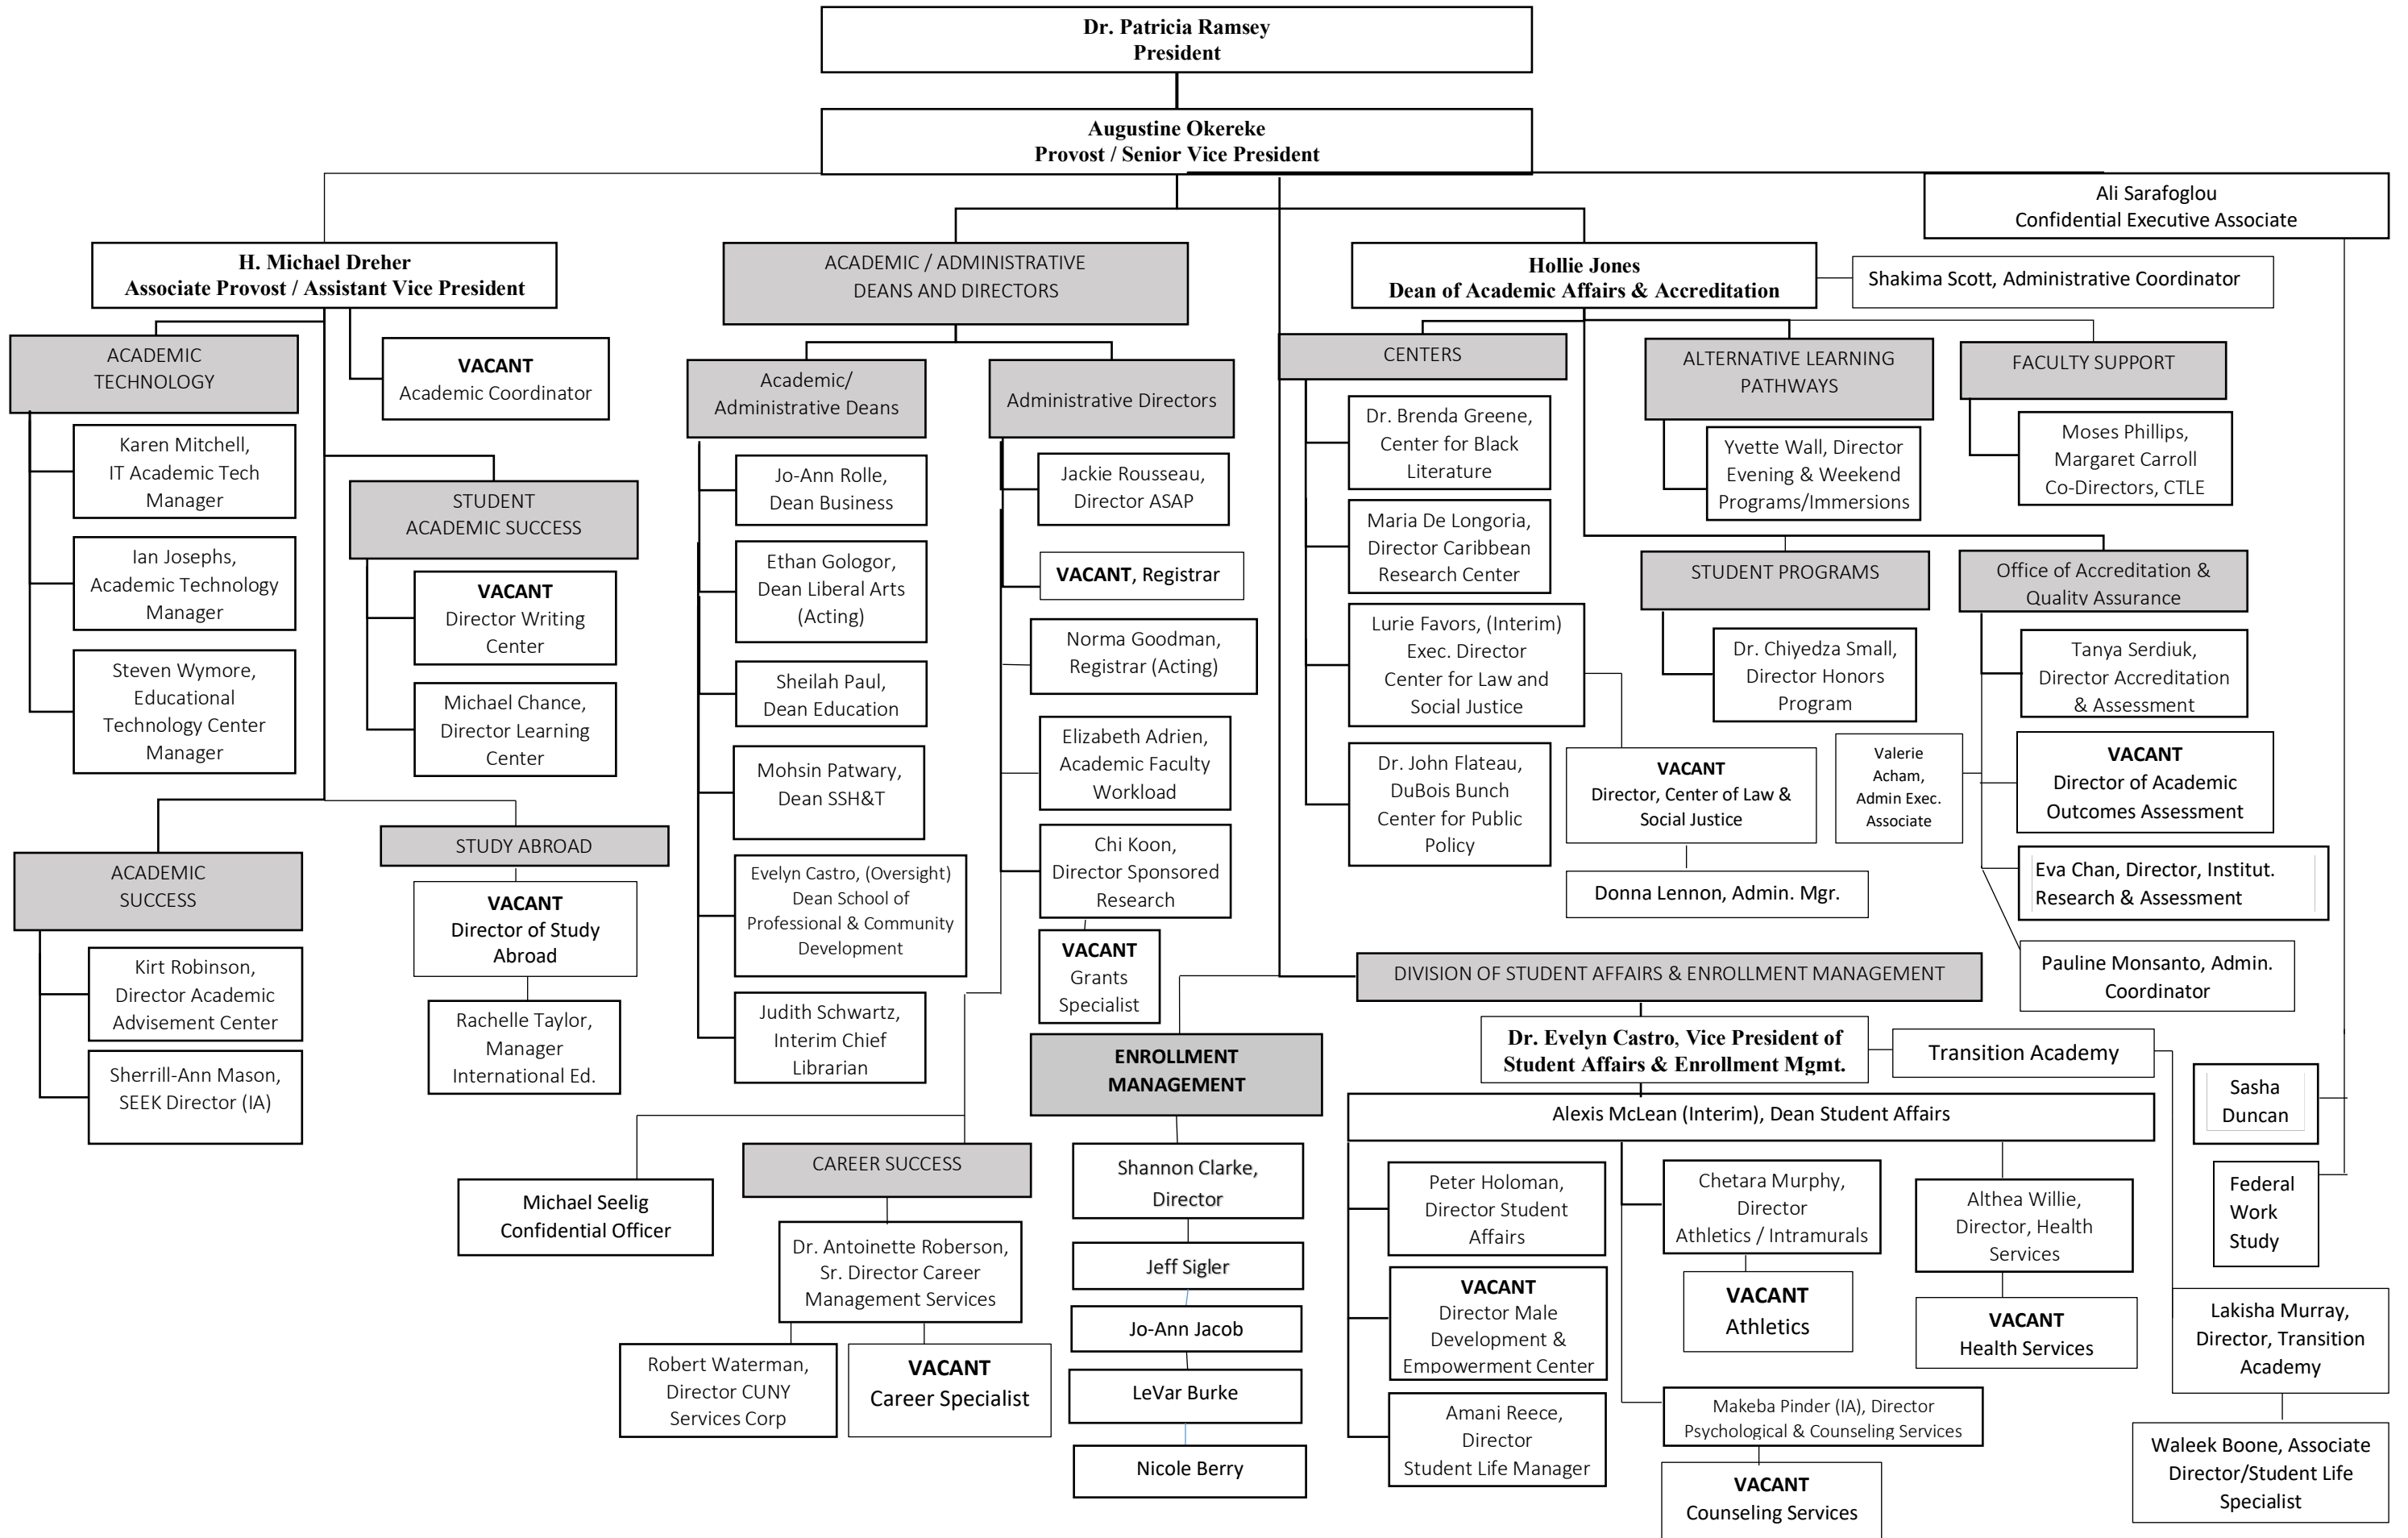 Dr. Patricia Ramsey
President
Augustine Okereke
Provost / Senior Vice President
Ali Sarafoglou
Confidential Executive Associate
H. Michael Dreher
Associate Provost / Assistant Vice President
ACADEMIC / ADMINISTRATIVE
DEANS AND DIRECTORS
Hollie Jones
Dean of Academic Affairs & Accreditation
Shakima Scott, Administrative Coordinator
ACADEMIC
TECHNOLOGY
VACANT
Academic Coordinator
Karen Mitchell,
IT Academic Tech
Manager
Ian Josephs,
Academic Technology
Manager
Steven Wymore,
Educational
Technology Center
Manager
STUDENT
ACADEMIC SUCCESS
VACANT
Director Writing
Center
Michael Chance,
Director Learning
Center
ACADEMIC
SUCCESS
Kirt Robinson,
Director Academic
Advisement Center
Sherrill-Ann Mason,
SEEK Director (IA)
STUDY ABROAD
VACANT
Director of Study
Abroad
Rachelle Taylor,
Manager
International Ed.
Academic/
Administrative Deans
Jo-Ann Rolle,
Dean Business
Ethan Gologor,
Dean Liberal Arts
(Acting)
Sheilah Paul,
Dean Education
Mohsin Patwary,
Dean SSH&T
Evelyn Castro, (Oversight)
Dean School of
Professional & Community
Development
Judith Schwartz,
Interim Chief
Librarian
Administrative Directors
Jackie Rousseau,
Director ASAP
VACANT, Registrar
Norma Goodman,
Registrar (Acting)
Elizabeth Adrien,
Academic Faculty
Workload
Chi Koon,
Director Sponsored
Research
VACANT
Grants
Specialist
Michael Seelig
Confidential Officer
CAREER SUCCESS
Dr. Antoinette Roberson,
Sr. Director Career
Management Services
Robert Waterman,
Director CUNY
Services Corp
VACANT
Career Specialist
CENTERS
Dr. Brenda Greene,
Center for Black
Literature
Maria De Longoria,
Director Caribbean
Research Center
Lurie Favors, (Interim)
Exec. Director
Center for Law and
Social Justice
Dr. John Flateau,
DuBois Bunch
Center for Public
Policy
VACANT
Director, Center of Law &
Social Justice
Donna Lennon, Admin. Mgr.
ALTERNATIVE LEARNING
PATHWAYS
Yvette Wall, Director
Evening & Weekend
Programs/Immersions
FACULTY SUPPORT
Moses Phillips,
Margaret Carroll
Co-Directors, CTLE
STUDENT PROGRAMS
Dr. Chiyedza Small,
Director Honors
Program
Office of Accreditation &
Quality Assurance
Tanya Serdiuk,
Director Accreditation
& Assessment
Valerie
Acham,
Admin Exec.
Associate
VACANT
Director of Academic
Outcomes Assessment
Eva Chan, Director, Institut.
Research & Assessment
Pauline Monsanto, Admin.
Coordinator
DIVISION OF STUDENT AFFAIRS & ENROLLMENT MANAGEMENT
ENROLLMENT
MANAGEMENT
Shannon Clarke,
Director
Jeff Sigler
Jo-Ann Jacob
LeVar Burke
Nicole Berry
Dr. Evelyn Castro, Vice President of
Student Affairs & Enrollment Mgmt.
Transition Academy
Alexis McLean (Interim), Dean Student Affairs
Peter Holoman,
Director Student
Affairs
VACANT
Director Male
Development &
Empowerment Center
Amani Reece,
Director
Student Life Manager
Chetara Murphy,
Director
Athletics / Intramurals
VACANT
Athletics
Makeba Pinder (IA), Director
Psychological & Counseling Services
VACANT
Counseling Services
Althea Willie,
Director, Health
Services
VACANT
Health Services
Sasha
Duncan
Federal
Work
Study
Lakisha Murray,
Director, Transition
Academy
Waleek Boone, Associate
Director/Student Life
Specialist